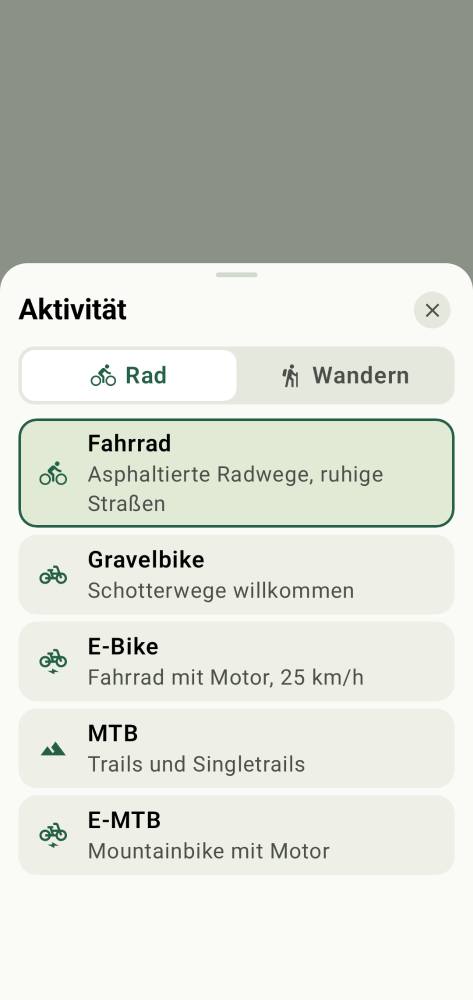 Aktivität
Rad
Wandern
Fahrrad
Asphaltierte Radwege, ruhige
Straßen
Gravelbike
Schotterwege willkommen
E-Bike
Fahrrad mit Motor, 25 km/h
MTB
Trails und Singletrails
E-MTB
Mountainbike mit Motor